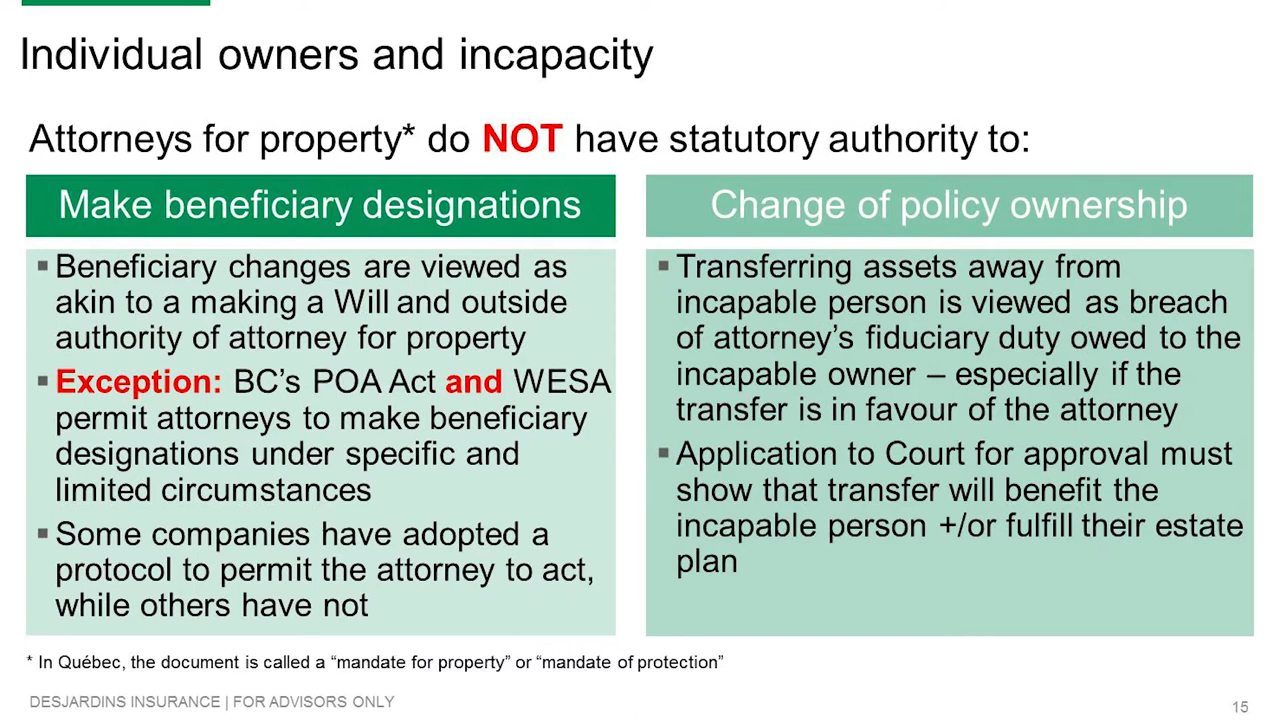 Individual owners and incapacity
Attorneys for property* do NOT have statutory authority to:
Make beneficiary designations
▪ Beneficiary changes are viewed as
akin to a making a Will and outside
authority of attorney for property
▪ Exception: BC's POA Act and WESA
permit attorneys to make beneficiary
designations under specific and
limited circumstances
▪ Some companies have adopted a
protocol to permit the attorney to act,
while others have not
Change of policy ownership
▪ Transferring assets away from
incapable person is viewed as breach
of attorney's fiduciary duty owed to the
incapable owner – especially if the
transfer is in favour of the attorney
▪ Application to Court for approval must
show that transfer will benefit the
incapable person +/or fulfill their estate
plan
* In Québec, the document is called a “mandate for property” or “mandate of protection”
DESJARDINS INSURANCE | FOR ADVISORS ONLY
15